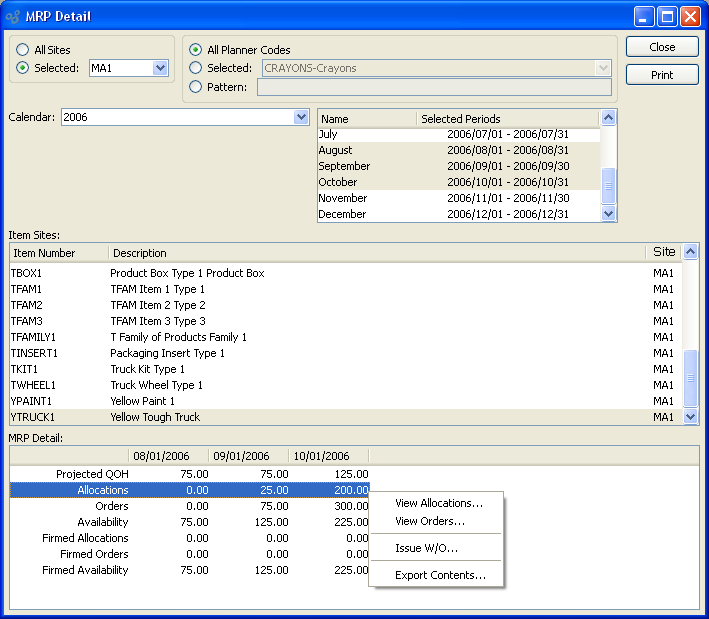 MRP Detail
All Sites
Selected: MA1
All Planner Codes
Selected: CRAYONS-Crayons
Pattern:
Close
Print
Calendar: 2006
Name Selected Periods
July 2006/07/01 - 2006/07/31
August 2006/08/01 - 2006/08/31
September 2006/09/01 - 2006/09/30
October 2006/10/01 - 2006/10/31
November 2006/11/01 - 2006/11/30
December 2006/12/01 - 2006/12/31
Item Sites:
Item Number Description Site
TBOX1 Product Box Type 1 Product Box MA1
TFAM1 TFAM Item 1 Type 1 MA1
TFAM2 TFAM Item 2 Type 2 MA1
TFAM3 TFAM Item 3 Type 3 MA1
TFAMILY1 T Family of Products Family 1 MA1
TINSERT1 Packaging Insert Type 1 MA1
TKIT1 Truck Kit Type 1 MA1
TWHEEL1 Truck Wheel Type 1 MA1
YPAINT1 Yellow Paint 1 MA1
YTRUCK1 Yellow Tough Truck MA1
MRP Detail:
08/01/2006 09/01/2006 10/01/2006
Projected QOH 75.00 75.00 125.00
Allocations 0.00 25.00 200.00
Orders 0.00 75.00 300.00
Availability 75.00 125.00 225.00
Firmed Allocations 0.00 0.00 0.00
Firmed Orders 0.00 0.00 0.00
Firmed Availability 75.00 125.00 225.00
View Allocations...
View Orders...
Issue W/O...
Export Contents...